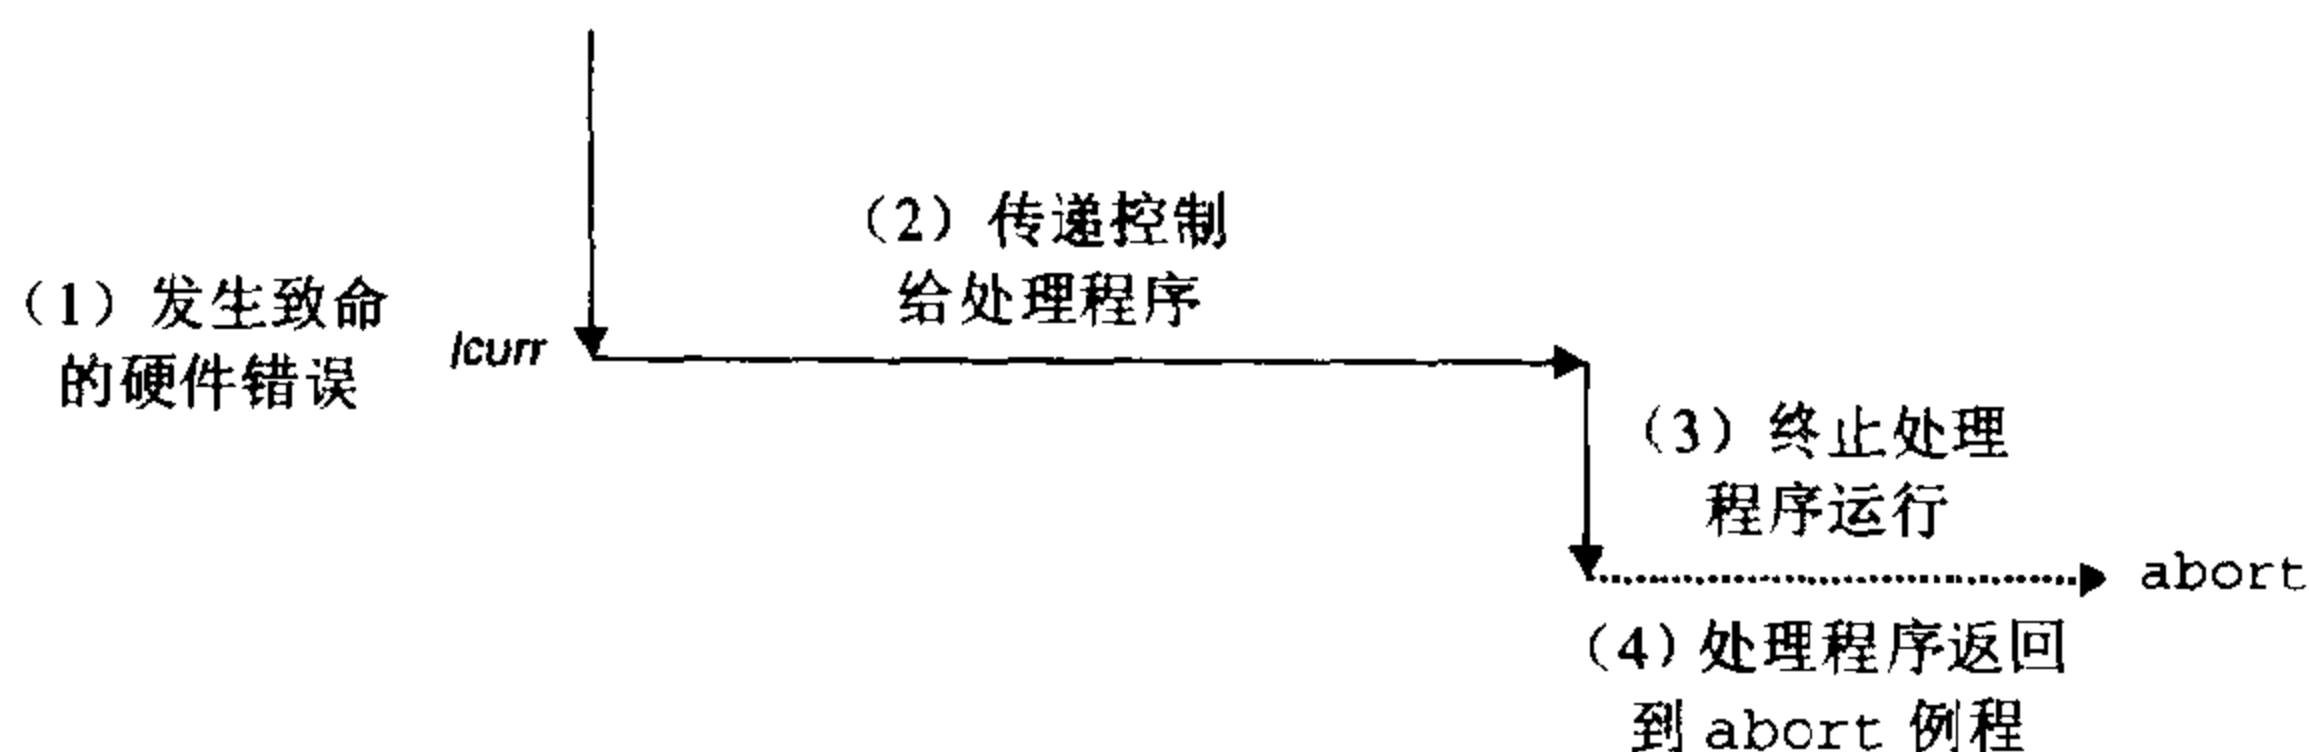 （1）发生致命
的硬件错误
Icurr
（2）传递控制
给处理程序
（3）终止处理
程序运行
abort
（4）处理程序返回
到 abort 例程